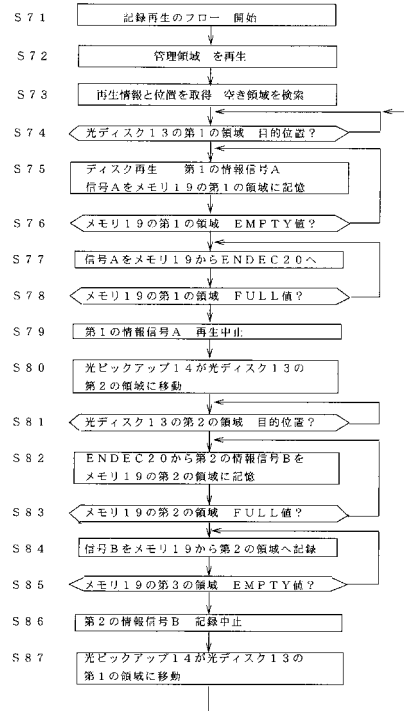 S71 記録再生のフロー 開始
S72 管理領域 を再生
S73 再生情報と位置を取得 空き領域を検索
S74 光ディスク13の第1の領域 目的位置?
S75 ディスク再生 第1の情報信号A
信号Aをメモリ19の第1の領域に記憶
S76 メモリ19の第1の領域 EMPTY値?
S77 信号Aをメモリ19からENDEC20へ
S78 メモリ19の第1の領域 FULL値?
S79 第1の情報信号A 再生中止
S80 光ピックアップ14が光ディスク13の
第2の領域に移動
S81 光ディスク13の第2の領域 目的位置?
S82 ENDEC20から第2の情報信号Bを
メモリ19の第2の領域に記憶
S83 メモリ19の第2の領域 FULL値?
S84 信号Bをメモリ19から第2の領域へ記録
S85 メモリ19の第3の領域 EMPTY値?
S86 第2の情報信号B 記録中止
S87 光ピックアップ14が光ディスク13の
第1の領域に移動